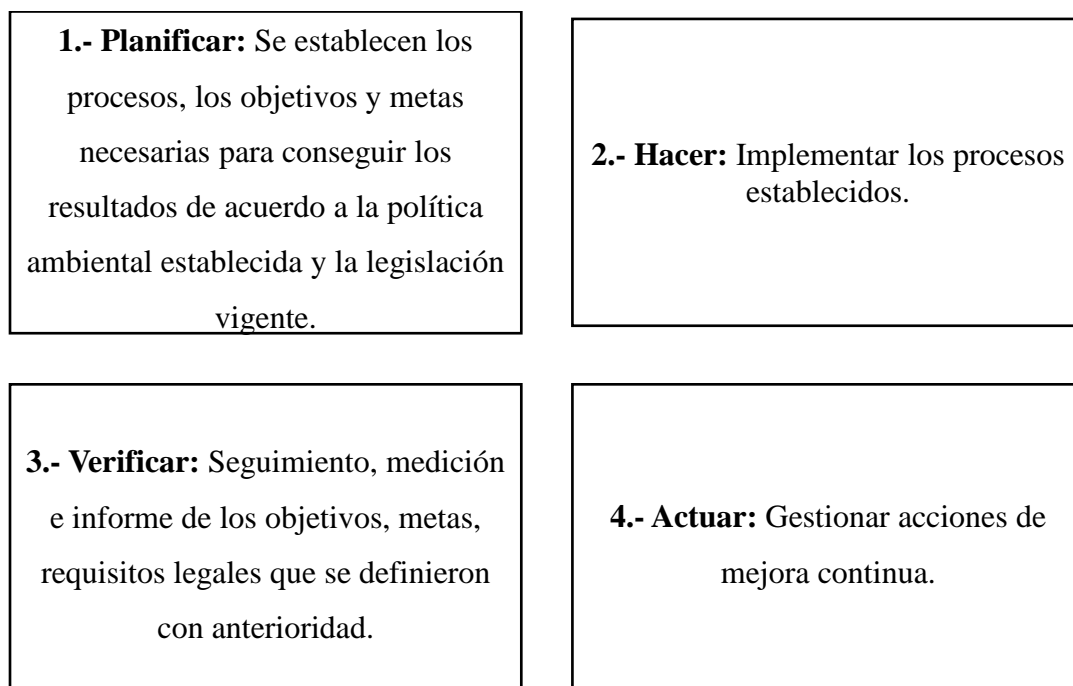 1.- Planificar: Se establecen los
procesos, los objetivos y metas
necesarias para conseguir los
resultados de acuerdo a la política
ambiental establecida y la legislación
vigente.
2.- Hacer: Implementar los procesos
establecidos.
3.- Verificar: Seguimiento, medición
e informe de los objetivos, metas,
requisitos legales que se definieron
con anterioridad.
4.- Actuar: Gestionar acciones de
mejora continua.